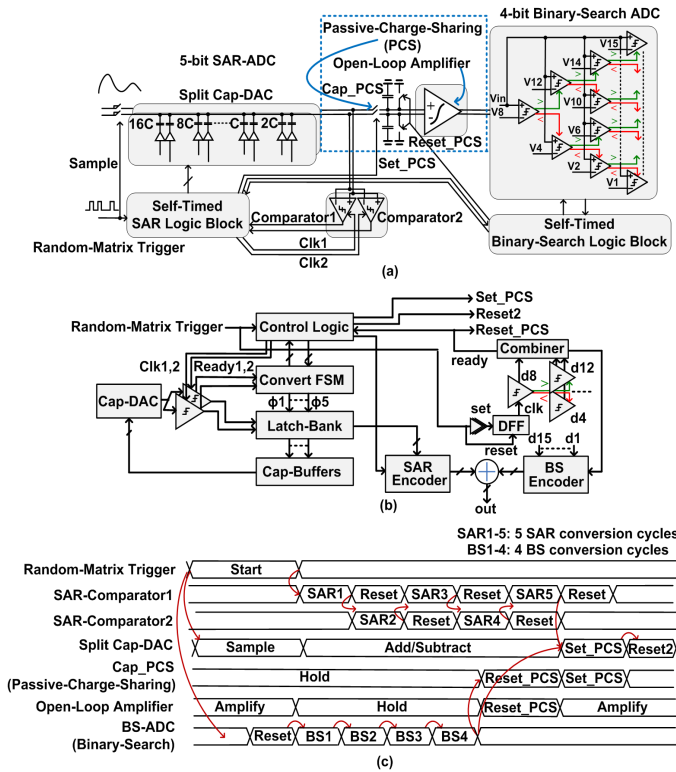 4-bit Binary-Search ADC
Passive-Charge-Sharing
(PCS)
5-bit SAR-ADC
Open-Loop Amplifier
Split Cap-DAC
Cap_PCS
16C 8C C 2C
Reset_PCS
Sample
Set_PCS
Vin
V8
V15
V14
V12
V10
V6
V4
V2
V1
> < > < > < > < > < > < > <
Self-Timed
SAR Logic Block
Comparator1
Comparator2
Self-Timed
Binary-Search Logic Block
Random-Matrix Trigger
Clk1
Clk2
(a)
Random-Matrix Trigger
Control Logic
Set_PCS
Reset2
Reset_PCS
ready
Combiner
Clk1,2
Ready1,2
Convert FSM
d8
d12
> <
Cap-DAC
ϕ1 ϕ5
clk
d4
Latch-Bank
set
DFF
reset
d15 d1
Cap-Buffers
SAR
Encoder
BS
Encoder
out
(b)
SAR1-5: 5 SAR conversion cycles
BS1-4: 4 BS conversion cycles
Random-Matrix Trigger
Start
SAR-Comparator1
SAR1 Reset SAR3 Reset SAR5 Reset
SAR-Comparator2
SAR2 Reset SAR4 Reset
Split Cap-DAC
Sample Add/Subtract Set_PCS Reset2
Cap_PCS
(Passive-Charge-Sharing)
Hold Reset_PCS Set_PCS
Open-Loop Amplifier
Amplify Hold Reset_PCS Amplify
BS-ADC
(Binary-Search)
Reset BS1 BS2 BS3 BS4
(c)